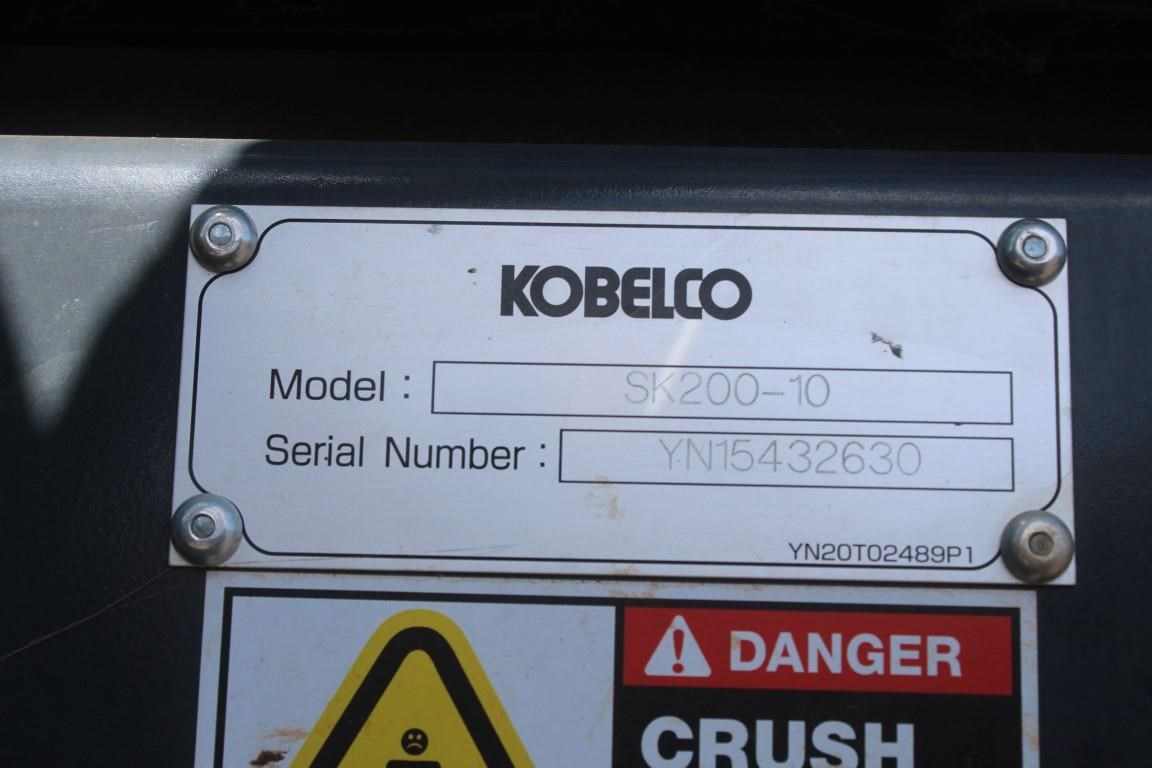 KOBELCO
Model : SK200-10
Serial Number : YN15432630
YN20T02489P1
DANGER
CRUSH